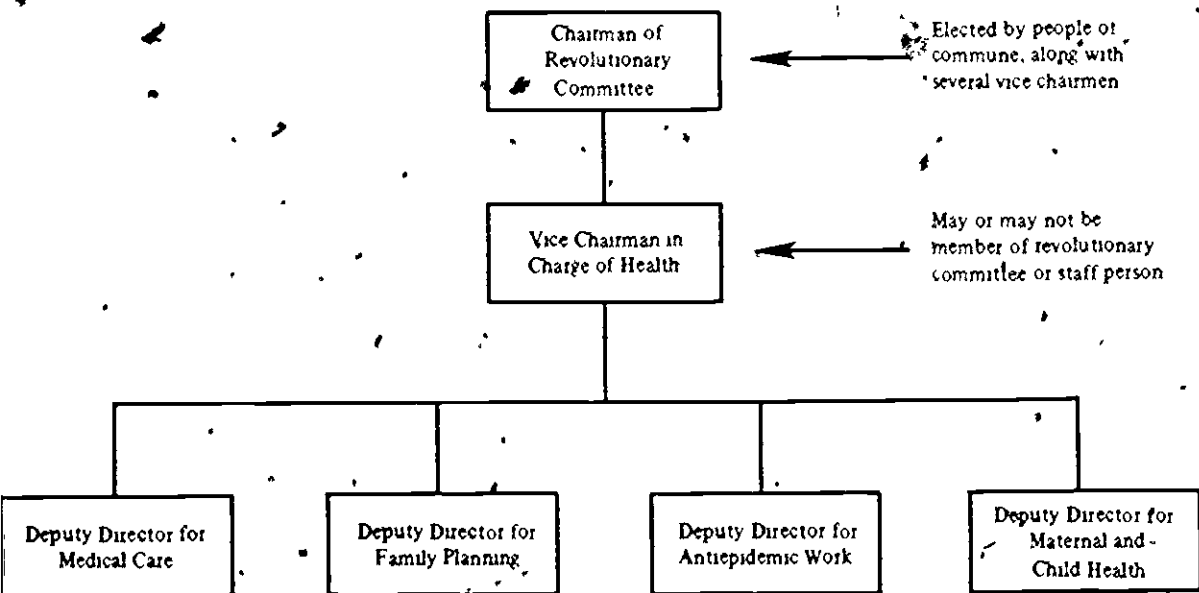 Chairman of
Revolutionary
Committee
Elected by people of
commune, along with
several vice chairmen
Vice Chairman in
Charge of Health
May or may not be
member of revolutionary
committee or staff person
Deputy Director for
Medical Care
Deputy Director for
Family Planning
Deputy Director for
Antiepidemic Work
Deputy Director for
Maternal and
Child Health